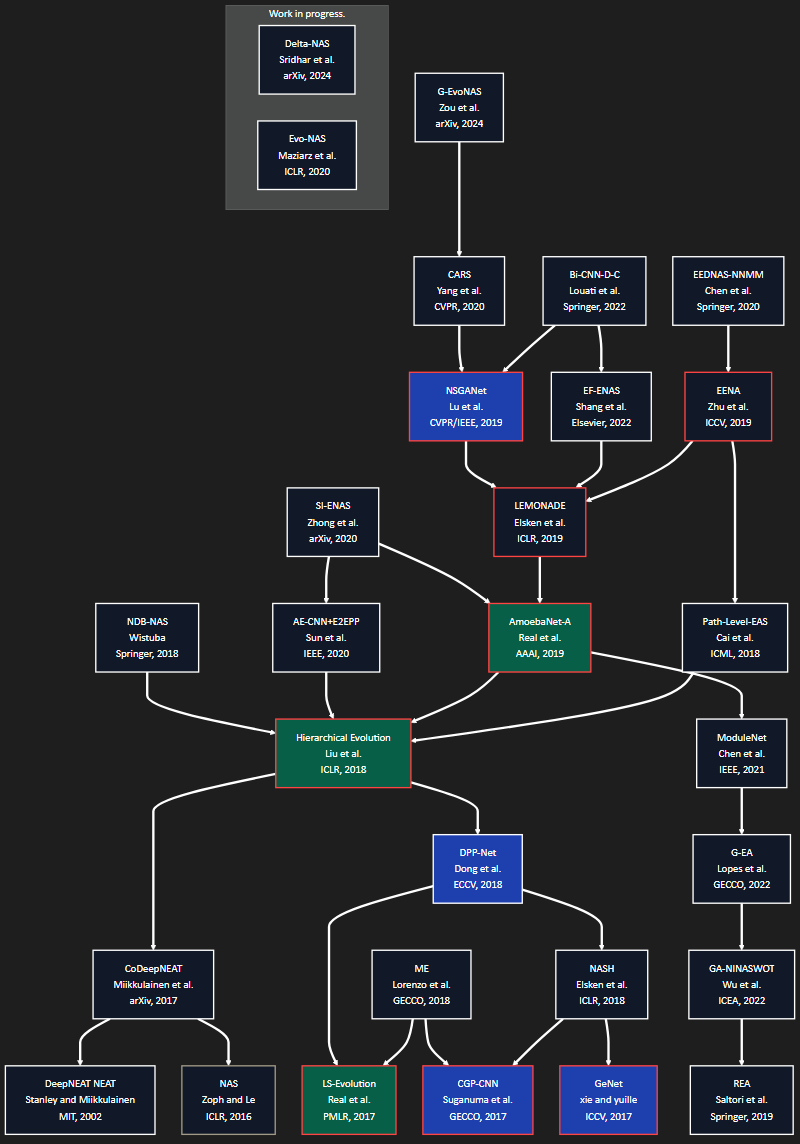 Work in progress.
Delta-NAS
Sridhar et al.
arXiv, 2024
G-EvoNAS
Zou et al.
arXiv, 2024
Evo-NAS
Maziarz et al.
ICLR, 2020
CARS
Yang et al.
CVPR, 2020
Bi-CNN-D-C
Louati et al.
Springer, 2022
EEDNAS-NNMM
Chen et al.
Springer, 2020
NSGANet
Lu et al.
CVPR/IEEE, 2019
EF-ENAS
Shang et al.
Elsevier, 2022
EENA
Zhu et al.
ICCV, 2019
SI-ENAS
Zhong et al.
arXiv, 2020
LEMONADE
Elsken et al.
ICLR, 2019
NDB-NAS
Wistuba
Springer, 2018
AE-CNN+E2EPP
Sun et al.
IEEE, 2020
AmoebaNet-A
Real et al.
AAAI, 2019
Path-Level-EAS
Cai et al.
ICML, 2018
Hierarchical Evolution
Liu et al.
ICLR, 2018
ModuleNet
Chen et al.
IEEE, 2021
DPP-Net
Dong et al.
ECCV, 2018
G-EA
Lopes et al.
GECCO, 2022
CoDeepNEAT
Miikkulainen et al.
arXiv, 2017
ME
Lorenzo et al.
GECCO, 2018
NASH
Elsken et al.
ICLR, 2018
GA-NINASWOT
Wu et al.
ICEA, 2022
DeepNEAT NEAT
Stanley and Miikkulainen
MIT, 2002
NAS
Zoph and Le
ICLR, 2016
LS-Evolution
Real et al.
PMLR, 2017
CGP-CNN
Suganuma et al.
GECCO, 2017
GeNet
xie and yuille
ICCV, 2017
REA
Saltori et al.
Springer, 2019